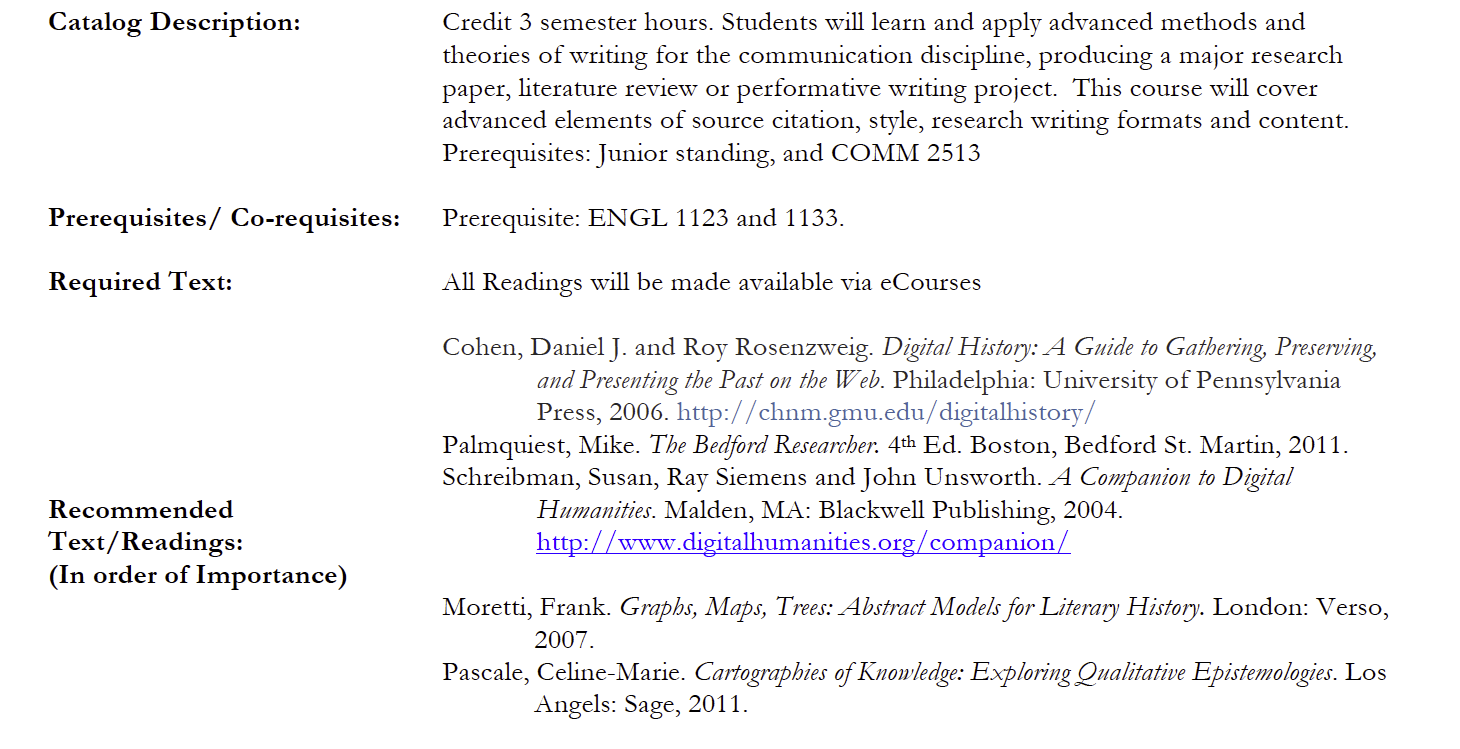 Catalog Description: Credit 3 semester hours. Students will learn and apply advanced methods and
theories of writing for the communication discipline, producing a major research
paper, literature review or performative writing project.  This course will cover
advanced elements of source citation, style, research writing formats and content.
Prerequisites: Junior standing, and COMM 2513
Prerequisites/ Co-requisites: Prerequisite: ENGL 1123 and 1133.
Required Text: All Readings will be made available via eCourses
Recommended
Text/Readings:
(In order of Importance)
Cohen, Daniel J. and Roy Rosenzweig. Digital History: A Guide to Gathering, Preserving,
and Presenting the Past on the Web. Philadelphia: University of Pennsylvania
Press, 2006. http://chnm.gmu.edu/digitalhistory/
Palmquiest, Mike. The Bedford Researcher. 4th Ed. Boston, Bedford St. Martin, 2011.
Schreibman, Susan, Ray Siemens and John Unsworth. A Companion to Digital
Humanities. Malden, MA: Blackwell Publishing, 2004.
http://www.digitalhumanities.org/companion/
Moretti, Frank. Graphs, Maps, Trees: Abstract Models for Literary History. London: Verso,
2007.
Pascale, Celine-Marie. Cartographies of Knowledge: Exploring Qualitative Epistemologies. Los
Angels: Sage, 2011.